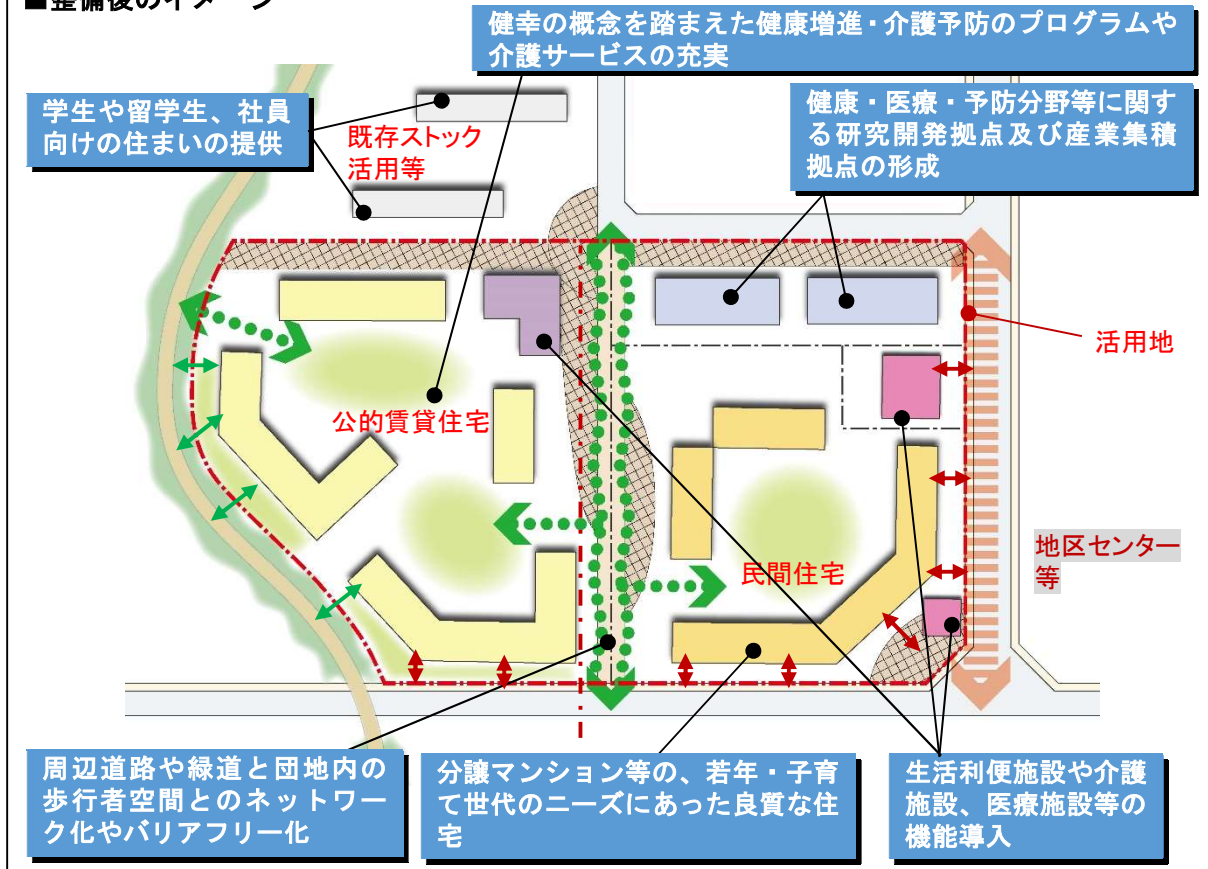 ■整備後のイメージ
健幸の概念を踏まえた健康増進・介護予防のプログラムや
介護サービスの充実
学生や留学生、社員
向けの住まいの提供
既存ストック
活用等
健康・医療・予防分野等に関す
る研究開発拠点及び産業集積
拠点の形成
活用地
公的賃貸住宅
民間住宅
地区センター
等
周辺道路や緑道と団地内の
歩行者空間とのネットワー
ク化やバリアフリー化
分譲マンション等の、若年・子育
て世代のニーズにあった良質な住
宅
生活利便施設や介護
施設、医療施設等の
機能導入